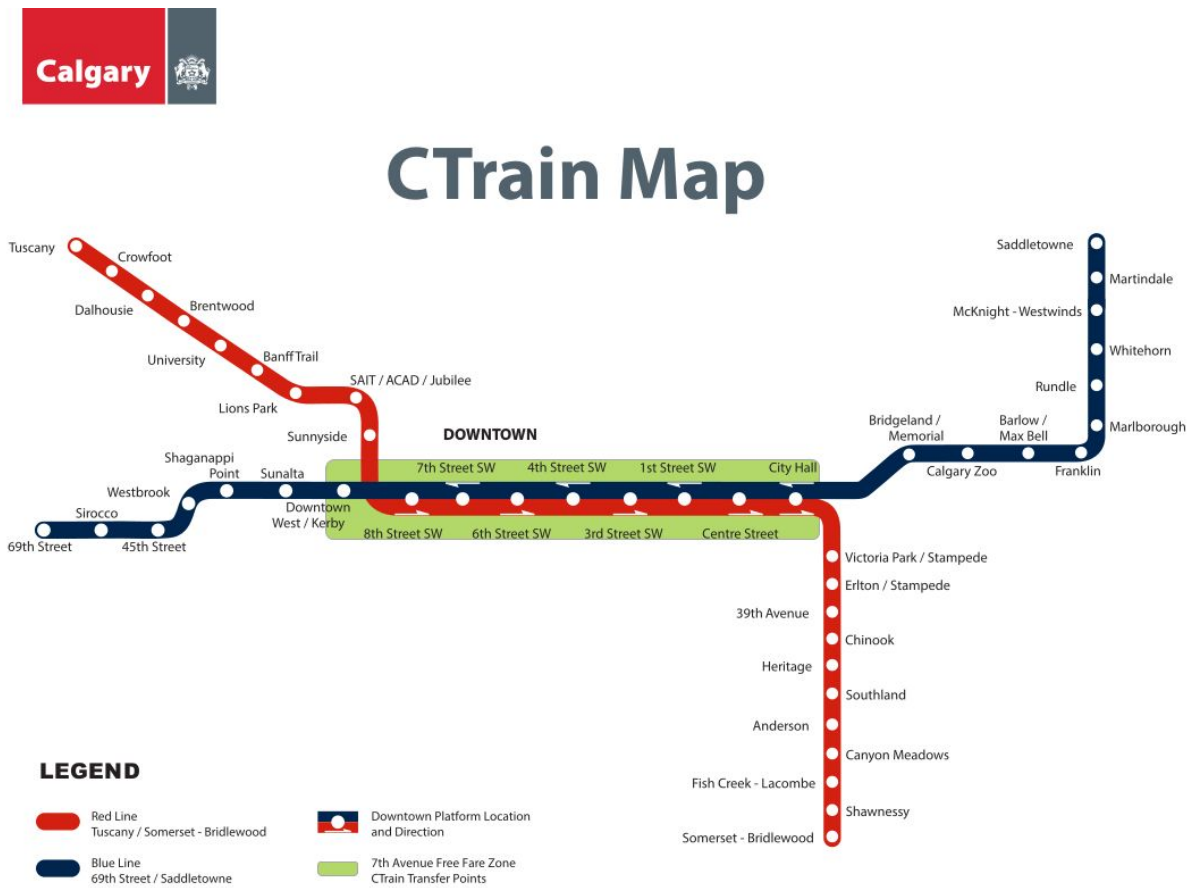 Calgary
CTrain Map
Tuscany
Crowfoot
Dalhousie
Brentwood
University
Banff Trail
Lions Park
SAIT / ACAD / Jubilee
Sunnyside
DOWNTOWN
Shaganappi
Point
Sunalta
Westbrook
Sirocco
69th Street
45th Street
Downtown
West / Kerby
7th Street SW
4th Street SW
1st Street SW
City Hall
8th Street SW
6th Street SW
3rd Street SW
Centre Street
Saddletowne
Martindale
McKnight - Westwinds
Whitehorn
Rundle
Marlborough
Bridgeland /
Memorial
Barlow /
Max Bell
Calgary Zoo
Franklin
Victoria Park / Stampede
Erlton / Stampede
39th Avenue
Chinook
Heritage
Southland
Anderson
Canyon Meadows
Fish Creek - Lacombe
Shawnessy
Somerset - Bridlewood
LEGEND
Red Line
Tuscany / Somerset - Bridlewood
Blue Line
69th Street / Saddletowne
Downtown Platform Location
and Direction
7th Avenue Free Fare Zone
CTrain Transfer Points